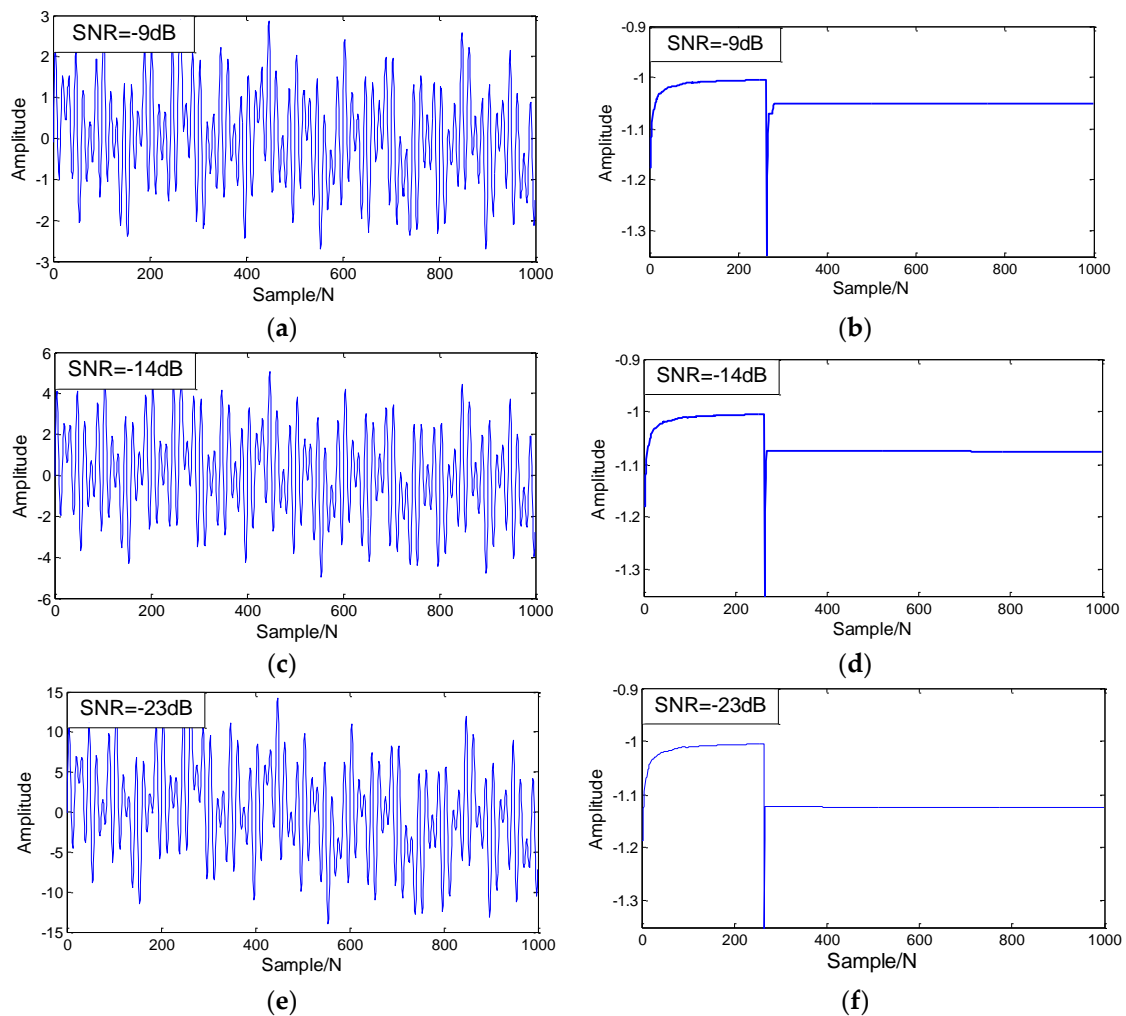 SNR=-9dB
3
2
1
0
-1
-2
-3
Amplitude
0 200 400 600 800 1000
Sample/N
(a)
SNR=-9dB
-0.9
-1
-1.1
-1.2
-1.3
Amplitude
0 200 400 600 800 1000
Sample/N
(b)
SNR=-14dB
6
4
2
0
-2
-4
-6
Amplitude
0 200 400 600 800 1000
Sample/N
(c)
SNR=-14dB
-0.9
-1
-1.1
-1.2
-1.3
Amplitude
0 200 400 600 800 1000
Sample/N
(d)
SNR=-23dB
15
10
5
0
-5
-10
-15
Amplitude
0 200 400 600 800 1000
Sample/N
(e)
SNR=-23dB
-0.9
-1
-1.1
-1.2
-1.3
Amplitude
0 200 400 600 800 1000
Sample/N
(f)